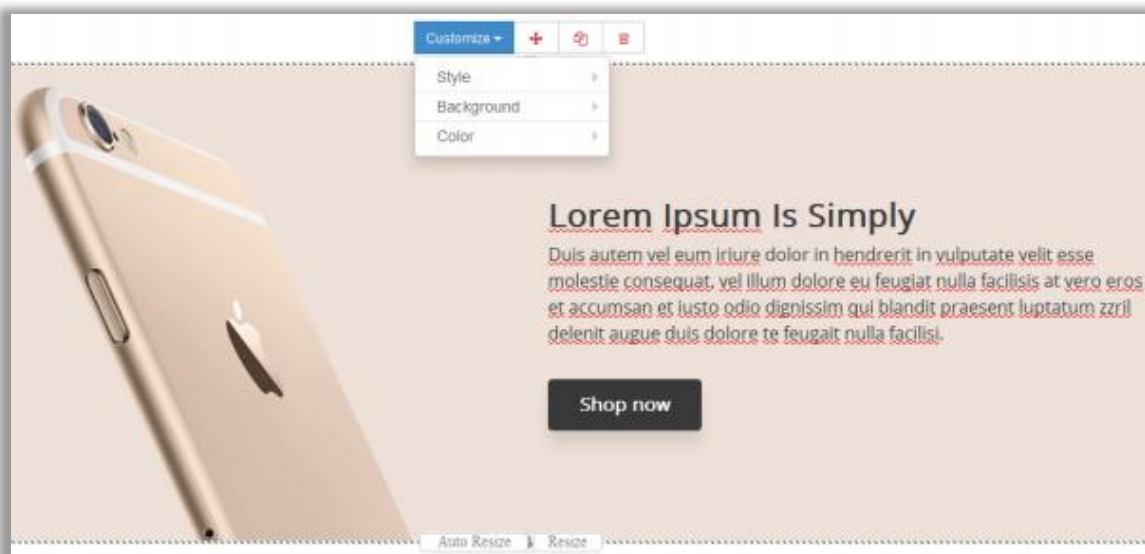 Customize
Style
Background
Color
Lorem Ipsum Is Simply
Duis autem vel eum iriure dolor in hendrerit in vulputate velit esse
molestie consequat, vel illum dolore eu feugiat nulla facilisis at vero eros
et accumsan et iusto odio dignissim qui blandit praesent luptatum zzril
delenit augue duis dolore te feugait nulla facilisi.
Shop now
Auto Resize Resize